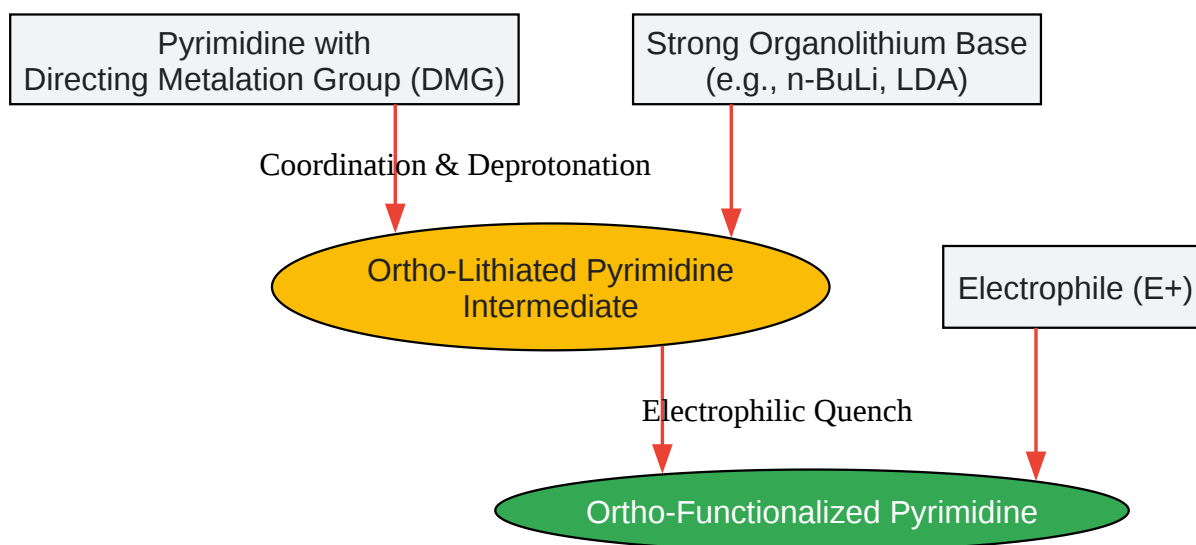 Pyrimidine with
Directing Metalation Group (DMG)
Strong Organolithium Base
(e.g., n-BuLi, LDA)
Coordination & Deprotonation
Ortho-Lithiated Pyrimidine
Intermediate
Electrophile (E+)
Electrophilic Quench
Ortho-Functionalized Pyrimidine